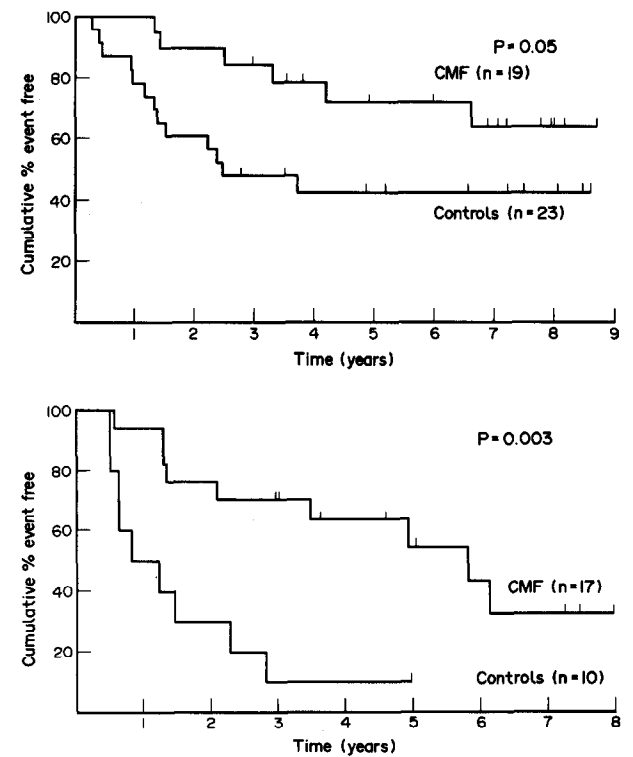 100
80
60
40
20
Cumulative % event free
P = 0.05
CMF (n = 19)
Controls (n = 23)
1 2 3 4 5 6 7 8 9
Time (years)
100
80
60
40
20
Cumulative % event free
P = 0.003
CMF (n = 17)
Controls (n = 10)
1 2 3 4 5 6 7 8
Time (years)